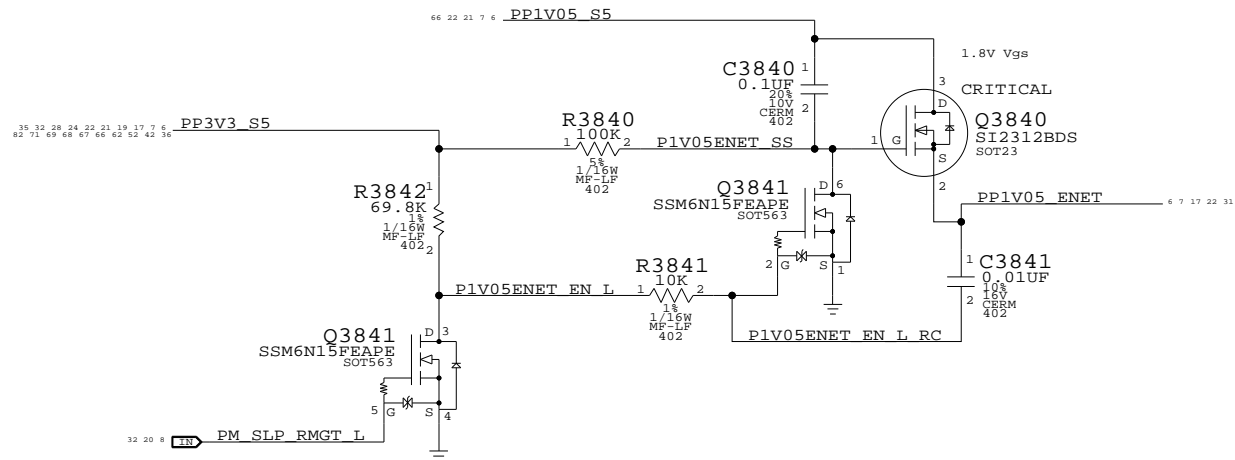 66 22 21 7 6 PP1V05_S5
1.8V Vgs
C3840 1
0.1UF
20%
10V 2
CERM
402
3
CRITICAL
D
Q3840
SI2312BDS
SOT23
1 G
S
2
35 32 28 24 22 21 19 17 7 6 PP3V3_S5
82 71 69 68 67 66 62 52 42 36
R3840
1 100K 2
5%
1/16W
MF-LF
402
P1V05ENET_SS
R3842 1
69.8K
1%
1/16W
MF-LF
402 2
Q3841 D 6
SSM6N15FEAPE
SOT563
2 G S 1
PP1V05_ENET 6 7 17 22 31
1 C3841
0.01UF
10%
16V
2 CERM
402
P1V05ENET_EN_L
R3841
1 10K 2
1%
1/16W
MF-LF
402
P1V05ENET_EN_L_RC
Q3841 D 3
SSM6N15FEAPE
SOT563
5 G S 4
32 20 8 IN PM_SLP_RMGT_L